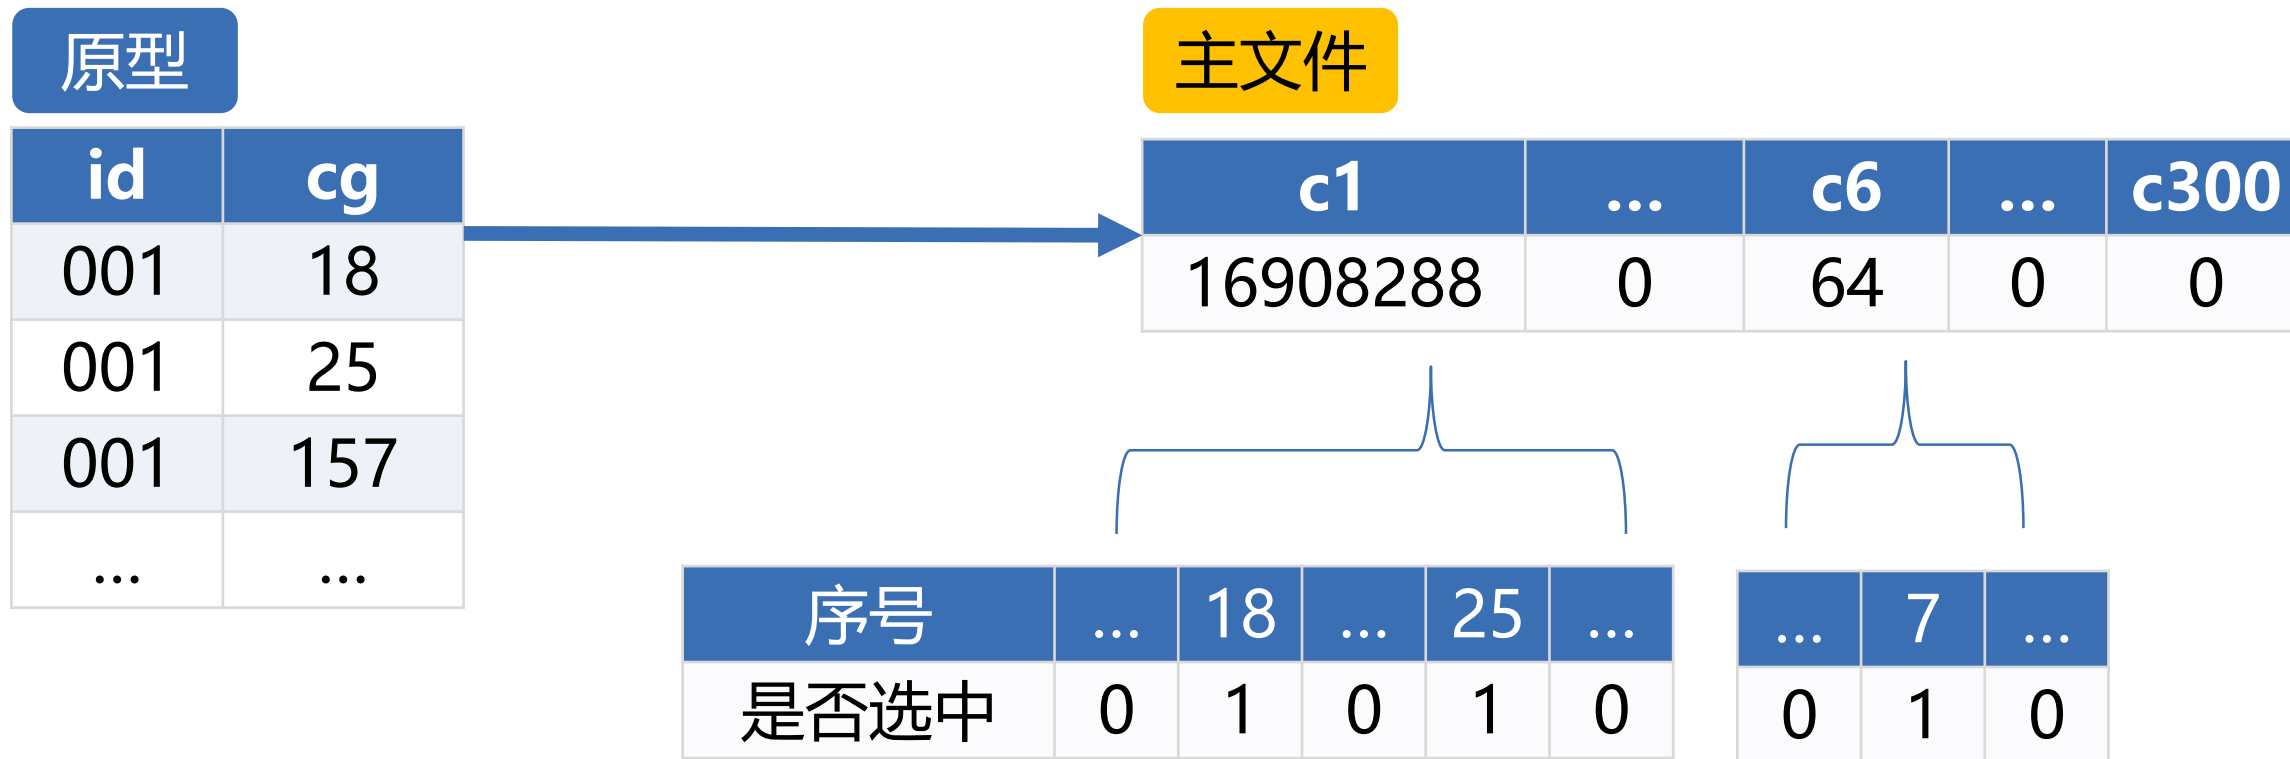 原型
主文件
id cg
001 18
001 25
001 157
... ...
c1 ... c6 ... c300
16908288 0 64 0 0
序号 ... 18 ... 25 ...
是否选中 0 1 0 1 0
... 7 ...
0 1 0